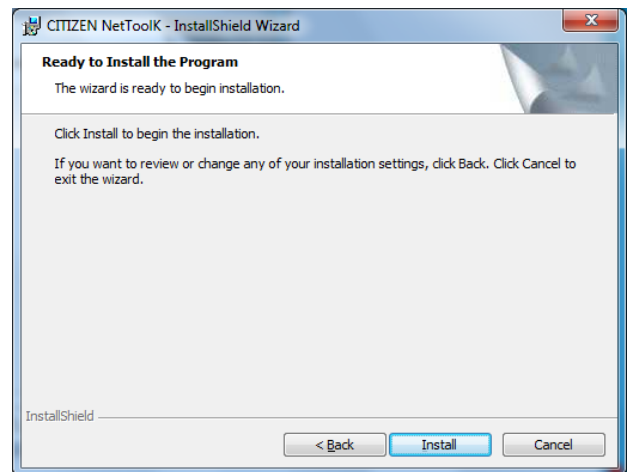 CITIZEN NetToolK - InstallShield Wizard
Ready to Install the Program
The wizard is ready to begin installation.
Click Install to begin the installation.
If you want to review or change any of your installation settings, click Back. Click Cancel to
exit the wizard.
InstallShield
< Back Install Cancel